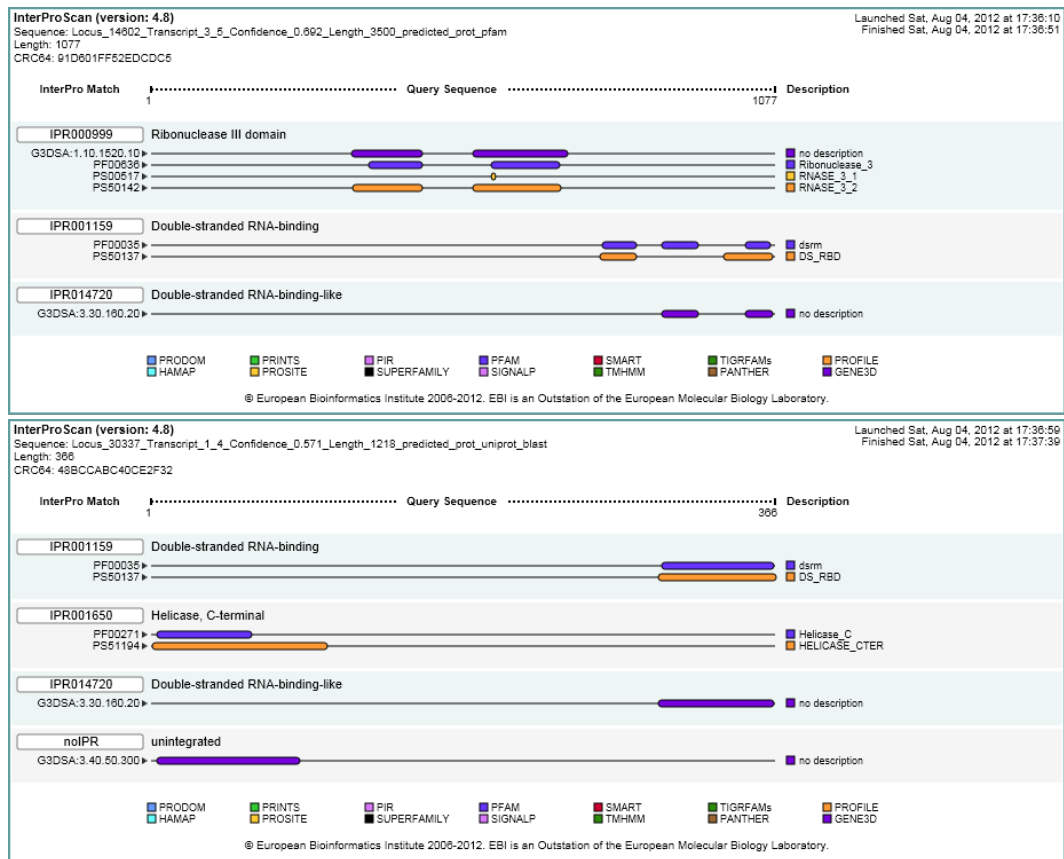 InterProScan (version: 4.8)
Launched Sat, Aug 04, 2012 at 17:36:10
Sequence: Locus_14602_Transcript_3_5_Confidence_0.692_Length_3500_predicted_prot_pfam
Finished Sat, Aug 04, 2012 at 17:36:51
Length: 1077
CRC64: 91D601FF52EDCDC5
InterPro Match Query Sequence Description
1 1077
IPR000999 Ribonuclease III domain
G3DSA:1.10.1520.10 no description
PF00636 Ribonuclease_3
PS00517 RNASE_3_1
PS50142 RNASE_3_2
IPR001159 Double-stranded RNA-binding
PF00035 dsrm
PS50137 DS_RBD
IPR014720 Double-stranded RNA-binding-like
G3DSA:3.30.160.20 no description
PRODOM PRINTS PIR PFAM SMART TIGRFAMs PROFILE
HAMAP PROSITE SUPERFAMILY SIGNALP TMHMM PANTHER GENE3D
© European Bioinformatics Institute 2006-2012. EBI is an Outstation of the European Molecular Biology Laboratory.
InterProScan (version: 4.8)
Launched Sat, Aug 04, 2012 at 17:36:59
Sequence: Locus_30337_Transcript_1_4_Confidence_0.571_Length_1218_predicted_prot_uniprot_blast
Finished Sat, Aug 04, 2012 at 17:37:39
Length: 366
CRC64: 48BCCABC40CE2F32
InterPro Match Query Sequence Description
1 366
IPR001159 Double-stranded RNA-binding
PF00035 dsrm
PS50137 DS_RBD
IPR001650 Helicase, C-terminal
PF00271 Helicase_C
PS51194 HELICASE_CTER
IPR014720 Double-stranded RNA-binding-like
G3DSA:3.30.160.20 no description
noIPR unintegrated
G3DSA:3.40.50.300 no description
PRODOM PRINTS PIR PFAM SMART TIGRFAMs PROFILE
HAMAP PROSITE SUPERFAMILY SIGNALP TMHMM PANTHER GENE3D
© European Bioinformatics Institute 2006-2012. EBI is an Outstation of the European Molecular Biology Laboratory.